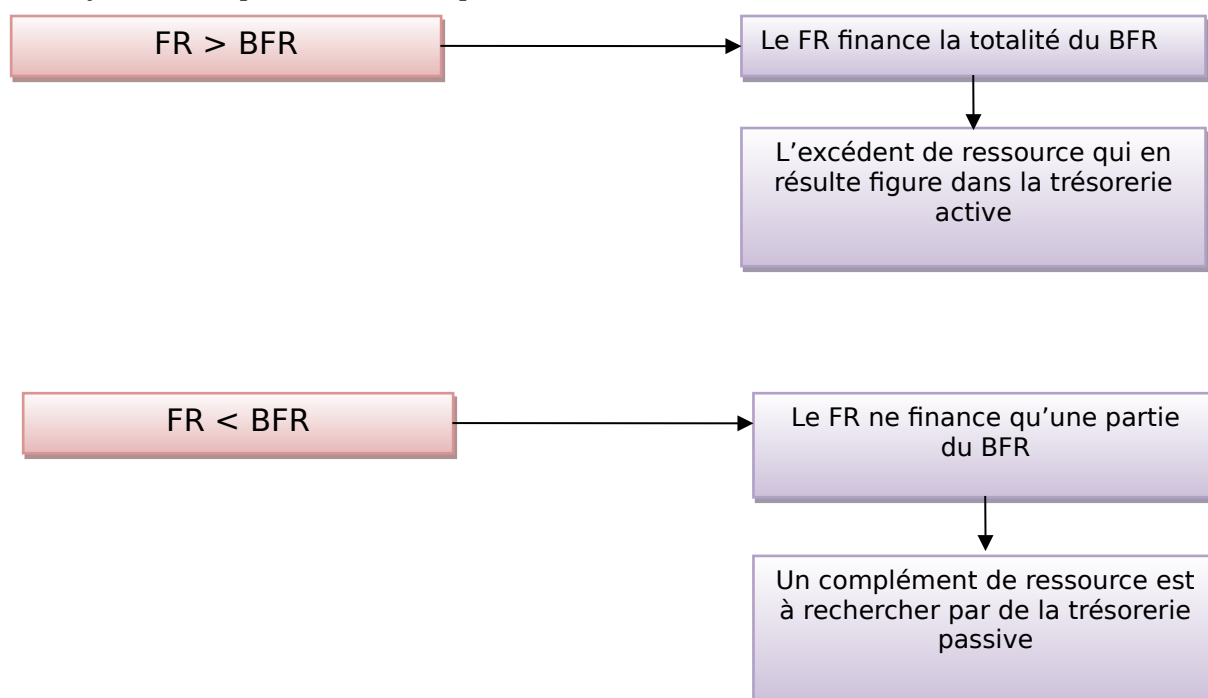 FR > BFR
Le FR finance la totalité du BFR
L’excédent de ressource qui en
résulte figure dans la trésorerie
active
FR < BFR
Le FR ne finance qu’une partie
du BFR
Un complément de ressource est
à rechercher par de la trésorerie
passive